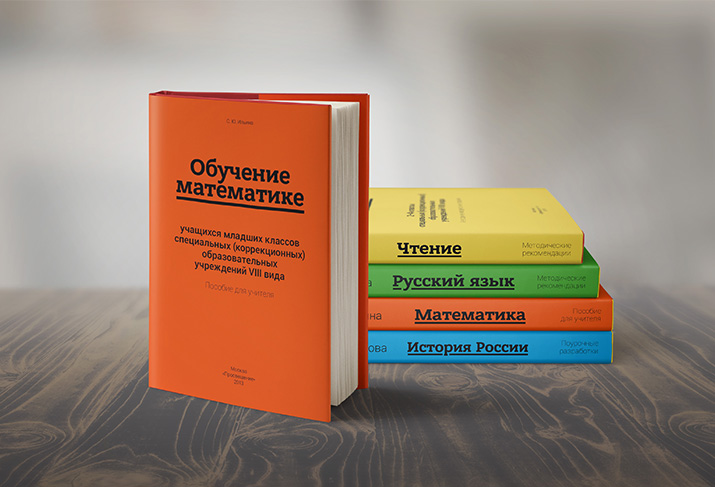 Обучение
математике
учащихся младших классов
специальных (коррекционных)
образовательных
учреждений VIII вида
Пособие для учителя
Москва
«Просвещение»
Чтение
Методические
рекомендации
Русский язык
Методические
рекомендации
Математика
Пособие
для учителя
История России
Поурочные
разработки